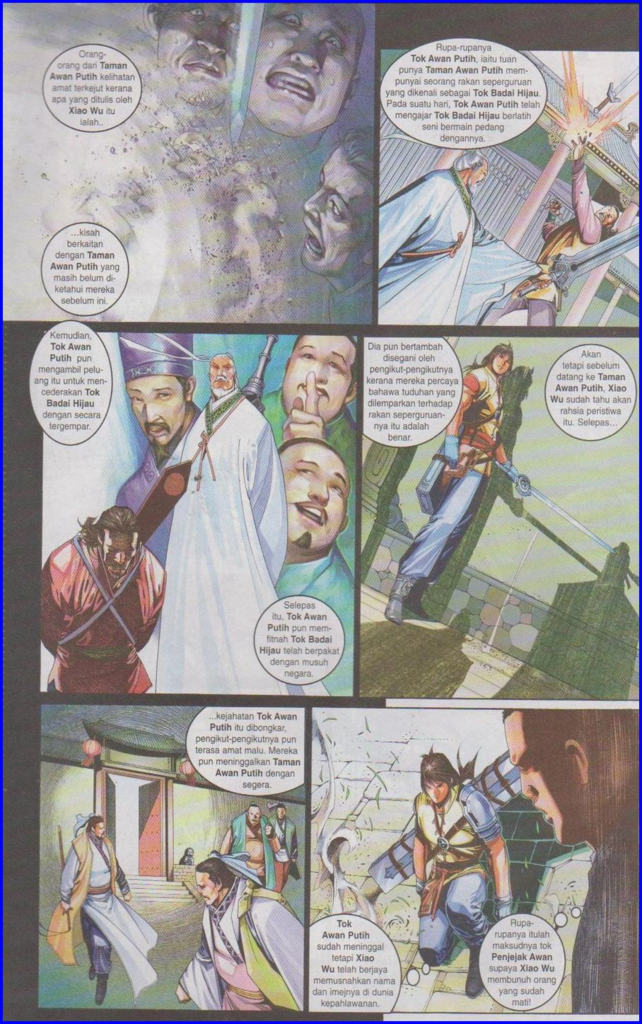 Orang-
orang dari Taman
Awan Putih kelihatan
amat terkejut kerana
apa yang ditulis oleh
Xiao Wu itu
ialah..
...kisah
berkaitan
dengan Taman
Awan Putih yang
masih belum di-
ketahui mereka
sebelum ini.
Rupa-rupanya
Tok Awan Putih, iaitu tuan
punya Taman Awan Putih mem-
punyai seorang rakan seperguruan
yang dikenali sebagai Tok Badai Hijau.
Pada suatu hari, Tok Awan Putih telah
mengajar Tok Badai Hijau berlatih
seni bermain pedang
dengannya.
Kemudian,
Tok Awan
Putih pun
mengambil pelu-
ang itu untuk men-
cederakan Tok
Badai Hijau
dengan secara
tergempar.
Selepas
itu, Tok Awan
Putih pun mem-
fitnah Tok Badai
Hijau telah berpakat
dengan musuh
negara.
Dia pun bertambah
disegani oleh
pengikut-pengikutnya
kerana mereka percaya
bahawa tuduhan yang
dilemparkan terhadap
rakan seperguruan-
nya itu adalah
benar.
Akan
tetapi sebelum
datang ke Taman
Awan Putih, Xiao
Wu sudah tahu akan
rahsia peristiwa
itu. Selepas...
...kejahatan Tok Awan
Putih itu dibongkar,
pengikut-pengikutnya pun
terasa amat malu. Mereka
pun meninggalkan Taman
Awan Putih dengan
segera.
Tok
Awan Putih
sudah meninggal
tetapi Xiao
Wu telah berjaya
memusnahkan nama
dan imejnya di dunia
kepahlawanan.
Rupa-
rupanya itulah
maksudnya tok
Penjejak Awan
supaya Xiao Wu
membunuh orang
yang sudah
mati!